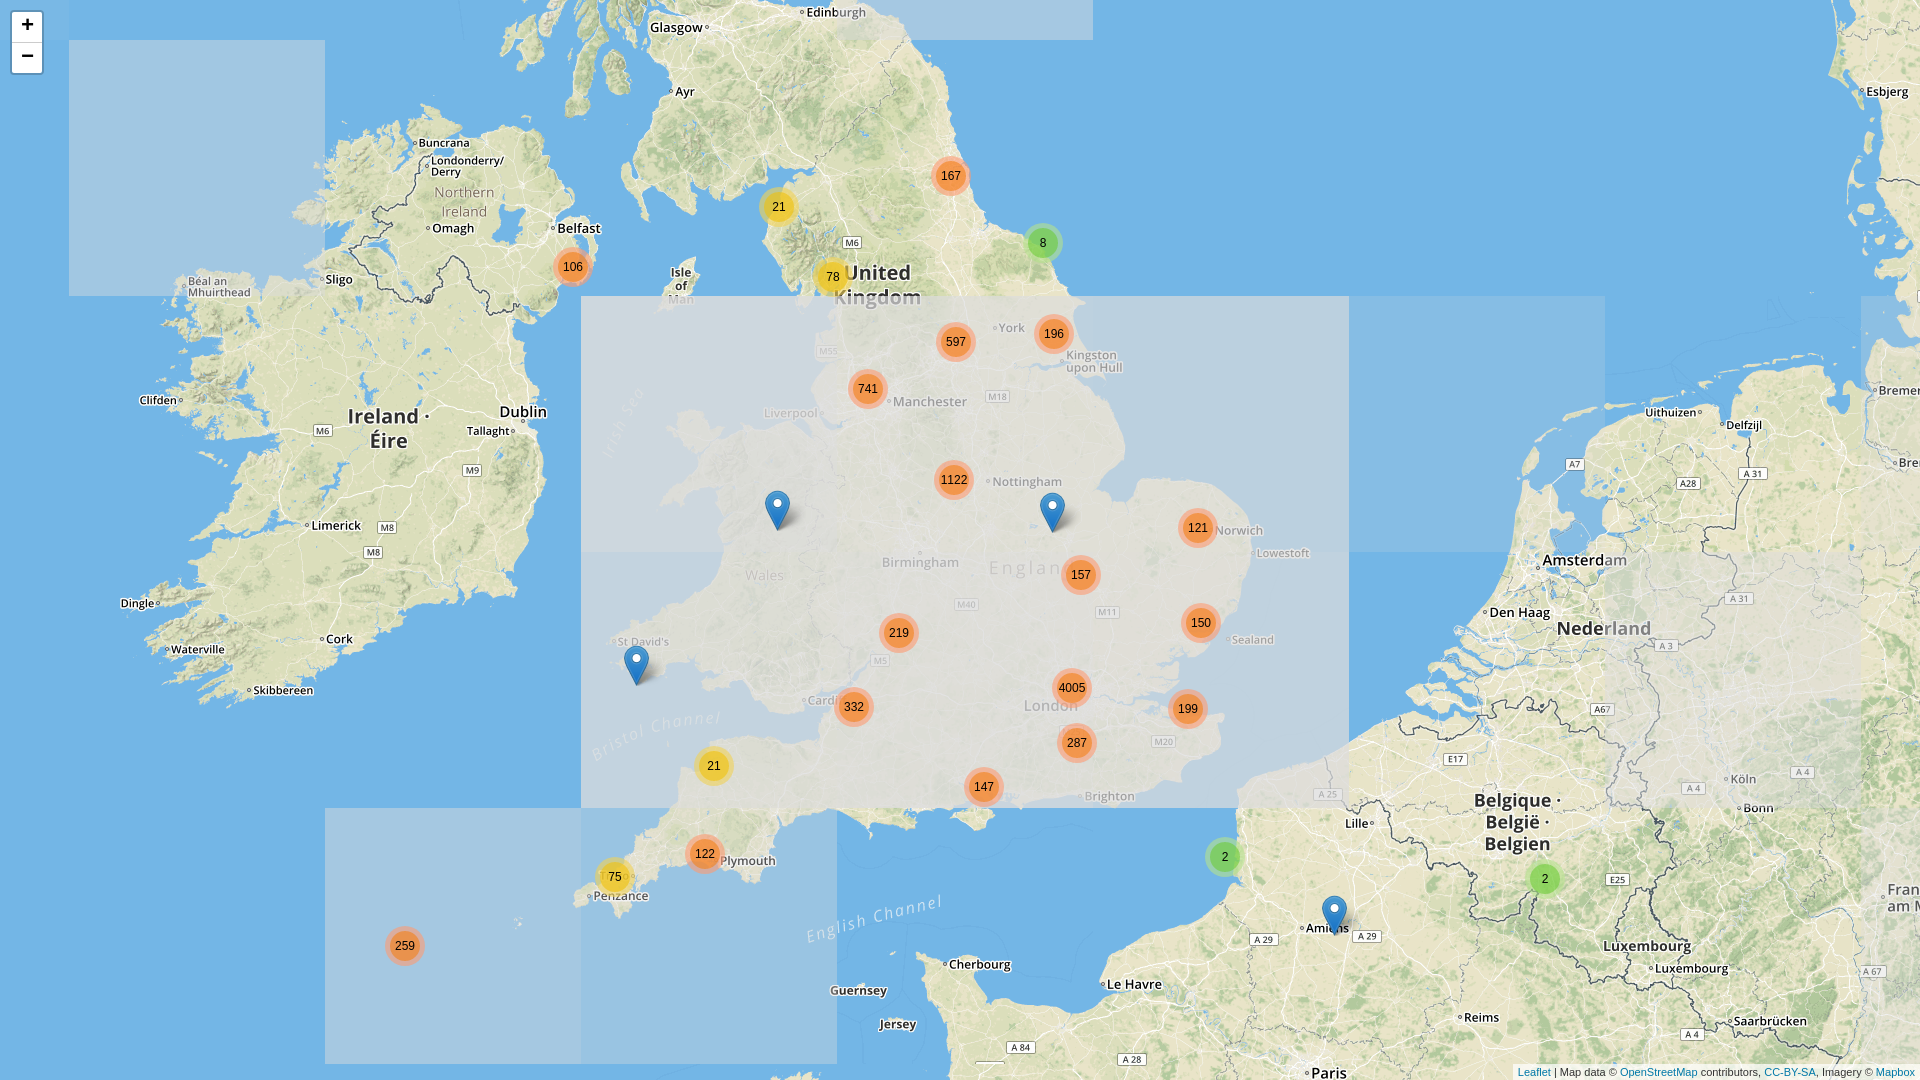 +
−
Glasgow
Edinburgh
Ayr
Esbjerg
Buncrana
Londonderry/
Derry
Northern
Ireland
Omagh
Belfast
106
167
21
M6
8
78
United
Kingdom
Isle
of
Man
Sligo
Béal an
Mhuirthead
597
York
196
Kingston
upon Hull
M55
741
Manchester
M18
Liverpool
Clifden
Ireland ·
Éire
M6
Dublin
Tallaght
M9
Irish Sea
Uithuizen
Delfzijl
Bremer
Bre
A7
A 31
A28
1122
Nottingham
Limerick
M8
M8
121
Norwich
Lowestoft
Birmingham
Wales
Englan
157
Amsterdam
A 31
Dingle
M40
M11
Den Haag
Nederland
219
150
Sealand
St David's
Cork
Waterville
M5
A 3
Skibbereen
4005
London
Cardi
332
199
A67
Bristol Channel
287
M20
E17
21
147
Brighton
A 25
Köln
A 4
A 4
Bonn
Belgique ·
België ·
Belgien
Lille
122
Plymouth
2
75
Penzance
2
E25
Fran
am M
English Channel
259
Amiens
A 29
A 29
Luxembourg
Luxembourg
A 67
Cherbourg
Le Havre
Guernsey
Jersey
Reims
Saarbrücken
A 84
A 28
A 4
Paris
Leaflet | Map data © OpenStreetMap contributors, CC-BY-SA, Imagery © Mapbox